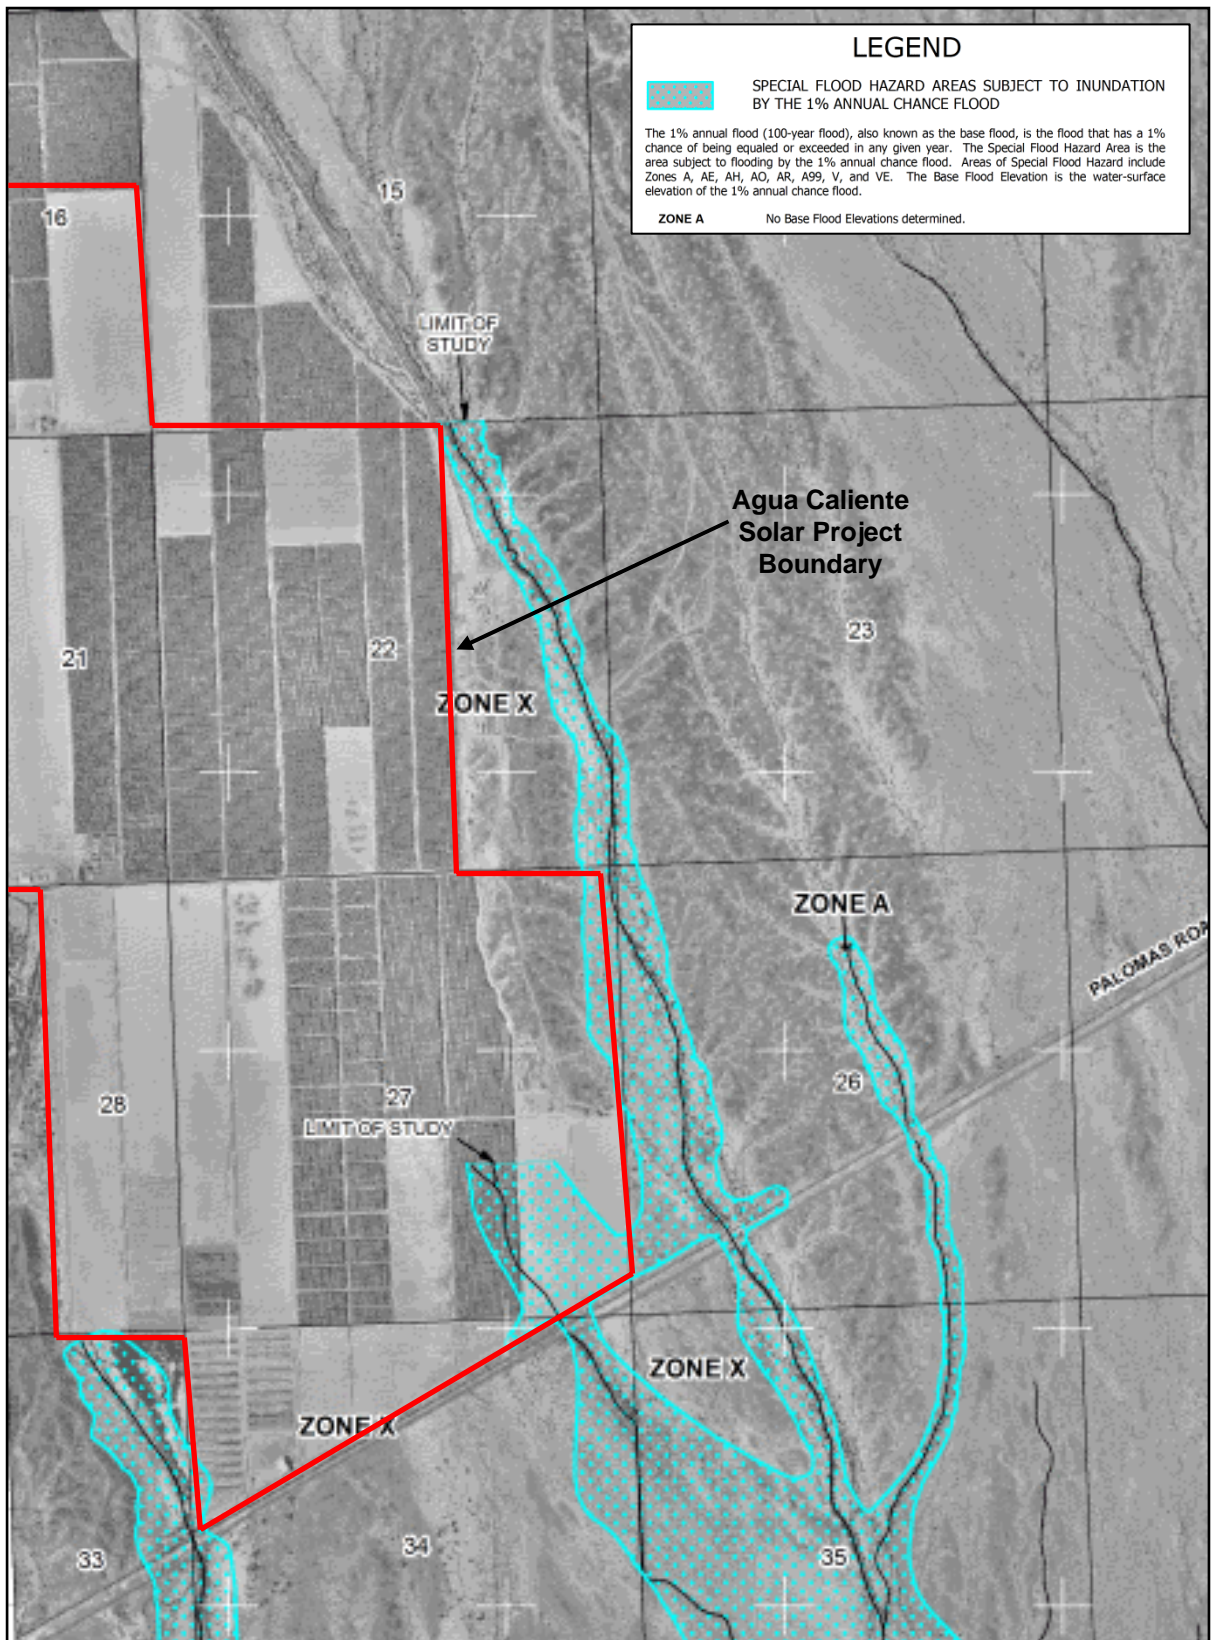 LEGEND
SPECIAL FLOOD HAZARD AREAS SUBJECT TO INUNDATION
BY THE 1% ANNUAL CHANCE FLOOD
The 1% annual flood (100-year flood), also known as the base flood, is the flood that has a 1%
chance of being equaled or exceeded in any given year. The Special Flood Hazard Area is the
area subject to flooding by the 1% annual chance flood. Areas of Special Flood Hazard include
Zones A, AE, AH, AO, AR, A99, V, and VE. The Base Flood Elevation is the water-surface
elevation of the 1% annual chance flood.
ZONE A No Base Flood Elevations determined.
15
16
LIMIT OF
STUDY
Agua Caliente
Solar Project
Boundary
23
22
21
ZONE X
ZONE A
PALOMAS ROA
26
27
28
LIMIT OF STUDY
ZONE X
ZONE X
34
33
35